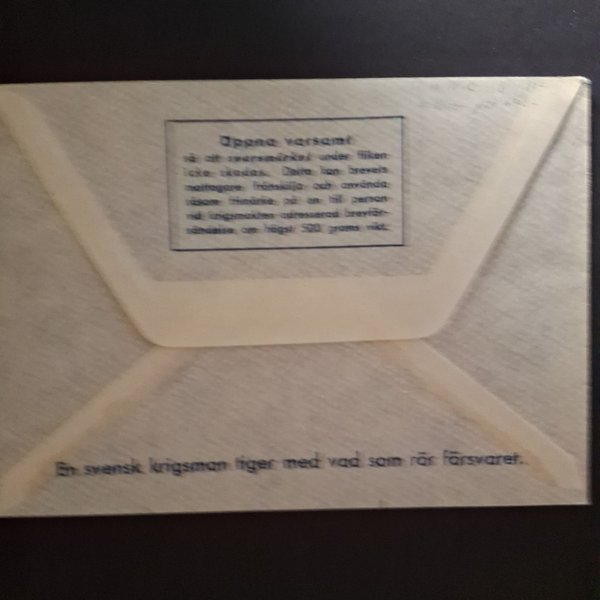 Öppna varsamt
så att svarsmärket under fliken
icke skadas. Detta kan brevets
mottagare frånskilja och använda
såsom frimärke på en till person
vid krigsmakten adresserad brevför-
sändelse om högst 500 grams vikt.
En svensk krigsman tiger med vad som rör försvaret.